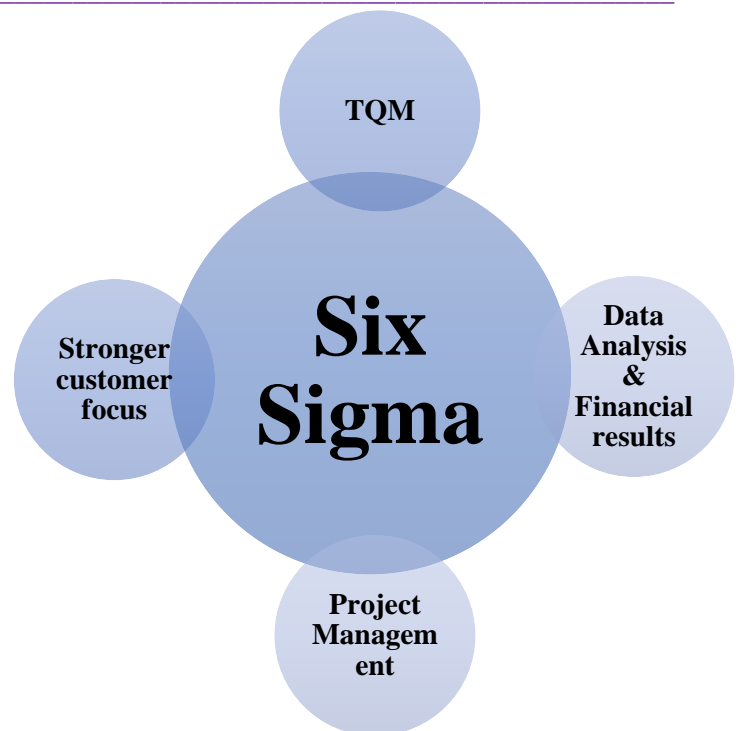 TQM
Six
Sigma
Stronger
customer
focus
Data
Analysis
&
Financial
results
Project
Managem
ent